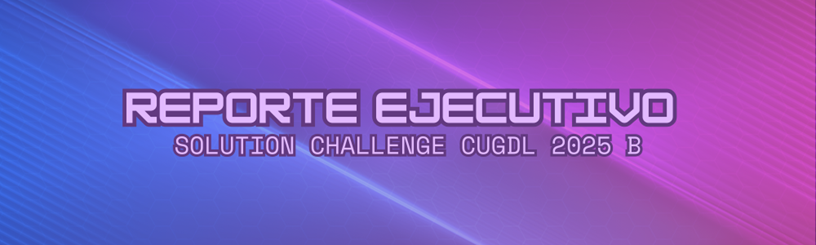 REPORTE EJECUTIVO
SOLUTION CHALLENGE CUGDL 2025 B